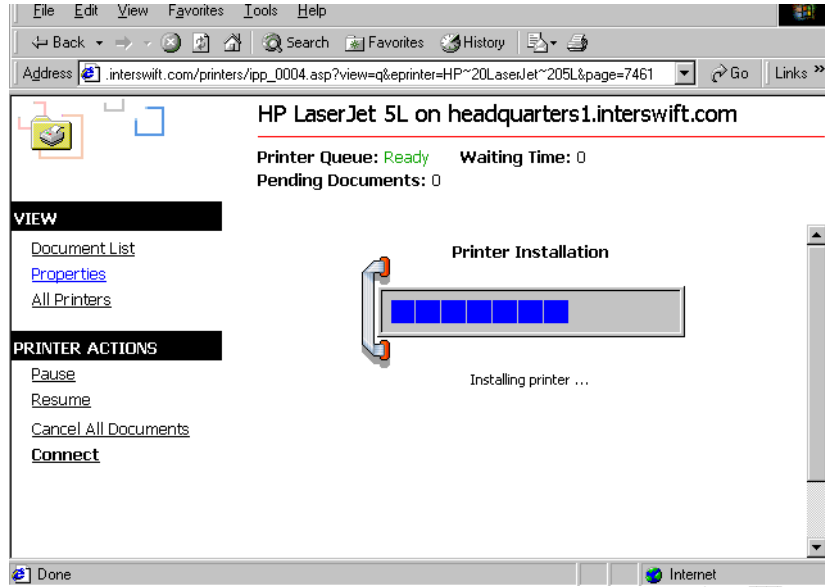 File Edit View Favorites Tools Help
Back Search Favorites History
Address .interswift.com/printers/ipp_0004.asp?view=q&eprinter=HP~20LaserJet~205L&page=7461 Go Links »
HP LaserJet 5L on headquarters1.interswift.com
Printer Queue: Ready Waiting Time: 0
Pending Documents: 0
VIEW
Document List
Properties
All Printers
PRINTER ACTIONS
Pause
Resume
Cancel All Documents
Connect
Printer Installation
Installing printer ...
Done Internet